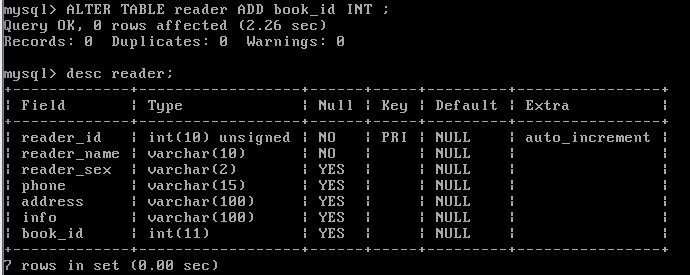 mysql> ALTER TABLE reader ADD book_id INT ;
Query OK, 0 rows affected (2.26 sec)
Records: 0  Duplicates: 0  Warnings: 0

mysql> desc reader;
+-------------+------------------+------+-----+---------+----------------+
| Field       | Type             | Null | Key | Default | Extra          |
+-------------+------------------+------+-----+---------+----------------+
| reader_id   | int(10) unsigned | NO   | PRI | NULL    | auto_increment |
| reader_name | varchar(10)      | NO   |     | NULL    |                |
| reader_sex  | varchar(2)       | YES  |     | NULL    |                |
| phone       | varchar(15)      | YES  |     | NULL    |                |
| address     | varchar(100)     | YES  |     | NULL    |                |
| info        | varchar(100)     | YES  |     | NULL    |                |
| book_id     | int(11)          | YES  |     | NULL    |                |
+-------------+------------------+------+-----+---------+----------------+
7 rows in set (0.00 sec)